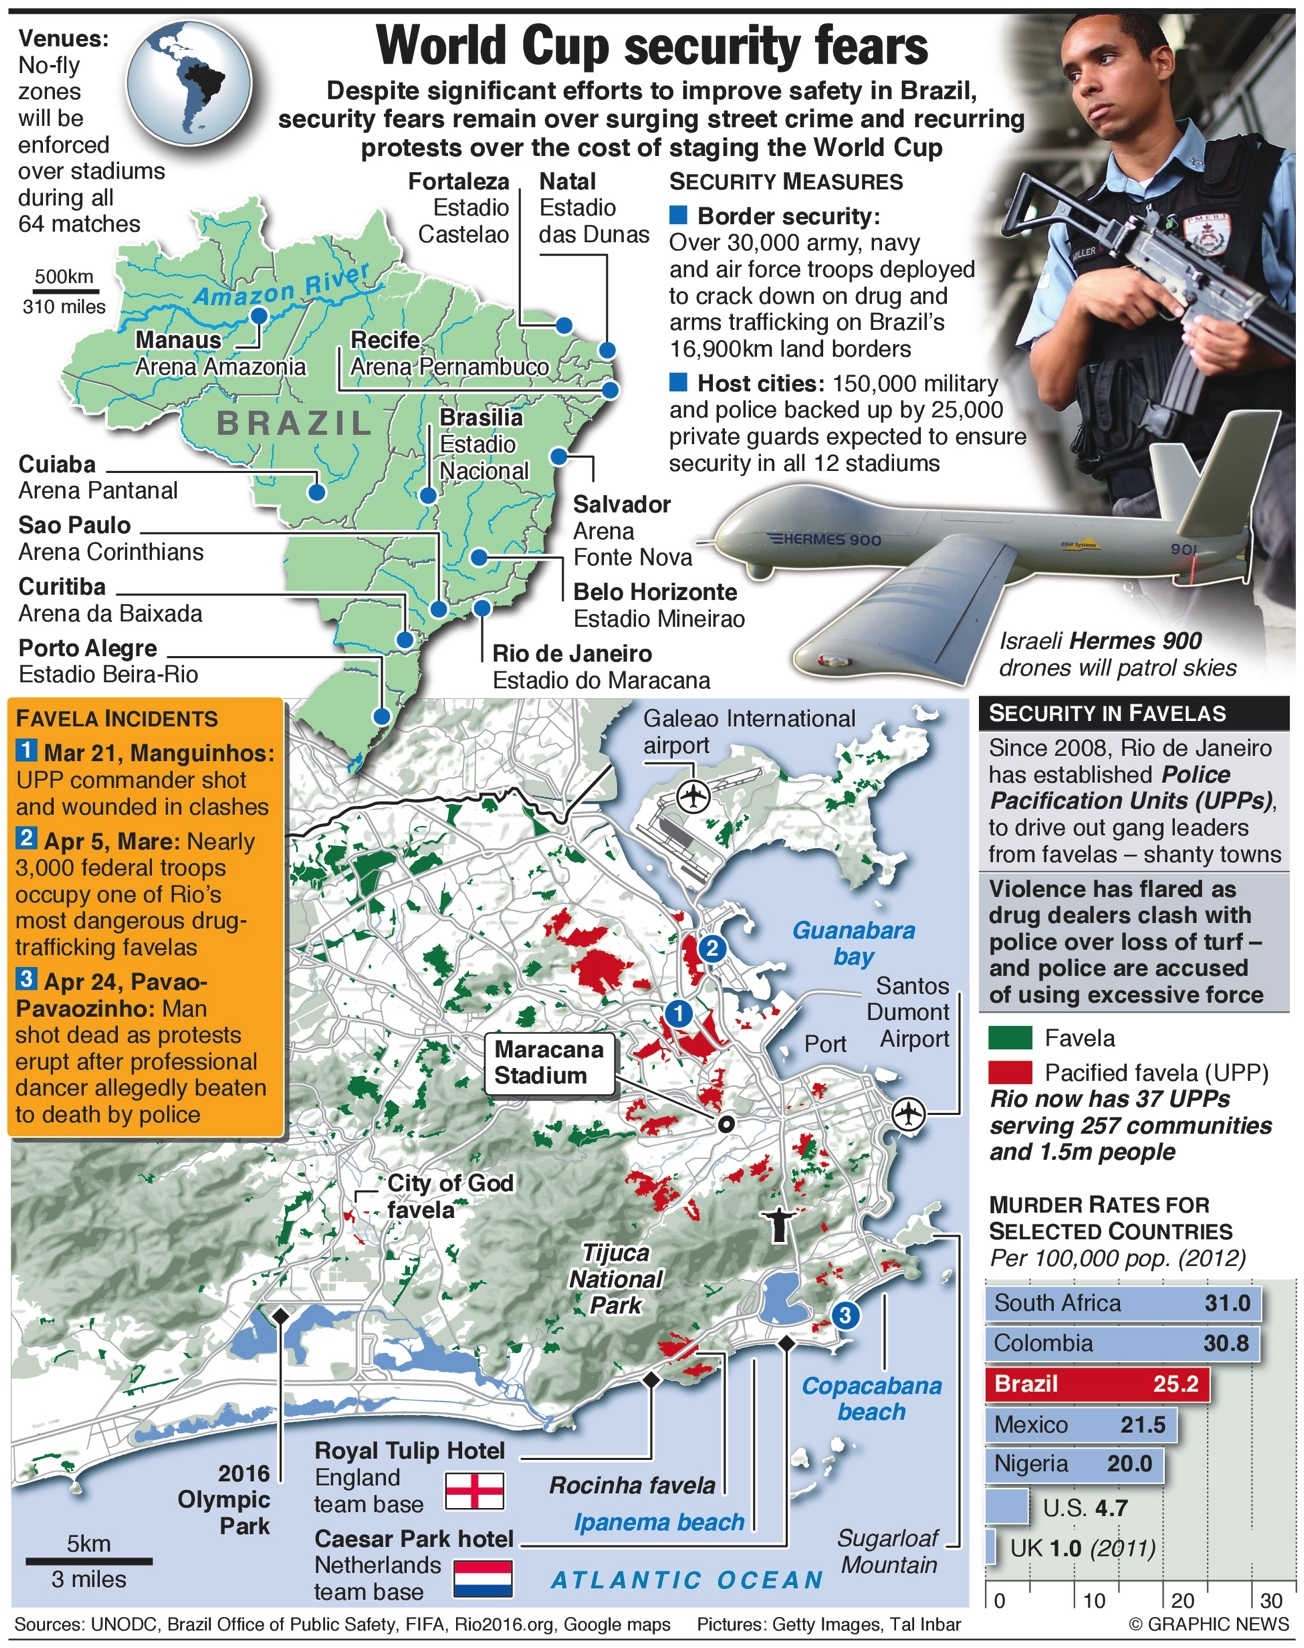 World Cup security fears
Despite significant efforts to improve safety in Brazil,
security fears remain over surging street crime and recurring
protests over the cost of staging the World Cup
Venues:
No-fly
zones
will be
enforced
over stadiums
during all
64 matches
500km
310 miles
Amazon River
BRAZIL
Fortaleza
Estadio
Castelao
Natal
Estadio
das Dunas
Manaus
Arena Amazonia
Recife
Arena Pernambuco
Brasilia
Estadio
Nacional
Cuiaba
Arena Pantanal
Sao Paulo
Arena Corinthians
Curitiba
Arena da Baixada
Porto Alegre
Estadio Beira-Rio
Salvador
Arena
Fonte Nova
Belo Horizonte
Estadio Mineirao
Rio de Janeiro
Estadio do Maracana
SECURITY MEASURES
Border security:
Over 30,000 army, navy
and air force troops deployed
to crack down on drug and
arms trafficking on Brazil's
16,900km land borders
Host cities: 150,000 military
and police backed up by 25,000
private guards expected to ensure
security in all 12 stadiums
MILLER
PMERJ
HERMES 900
Elbit Systems
901
Israeli Hermes 900
drones will patrol skies
FAVELA INCIDENTS
1 Mar 21, Manguinhos:
UPP commander shot
and wounded in clashes
2 Apr 5, Mare: Nearly
3,000 federal troops
occupy one of Rio's
most dangerous drug-
trafficking favelas
3 Apr 24, Pavao-
Pavaozinho: Man
shot dead as protests
erupt after professional
dancer allegedly beaten
to death by police
Galeao International
airport
Guanabara
bay
2
1
Santos
Dumont
Airport
Port
Maracana
Stadium
City of God
favela
Tijuca
National
Park
3
Copacabana
beach
2016
Olympic
Park
Royal Tulip Hotel
England
team base
Rocinha favela
Ipanema beach
Caesar Park hotel
Netherlands
team base
Sugarloaf
Mountain
ATLANTIC OCEAN
5km
3 miles
SECURITY IN FAVELAS
Since 2008, Rio de Janeiro
has established Police
Pacification Units (UPPs),
to drive out gang leaders
from favelas – shanty towns
Violence has flared as
drug dealers clash with
police over loss of turf –
and police are accused
of using excessive force
Favela
Pacified favela (UPP)
Rio now has 37 UPPs
serving 257 communities
and 1.5m people
MURDER RATES FOR
SELECTED COUNTRIES
Per 100,000 pop. (2012)
South Africa 31.0
Colombia 30.8
Brazil 25.2
Mexico 21.5
Nigeria 20.0
U.S. 4.7
UK 1.0 (2011)
0 10 20 30
Sources: UNODC, Brazil Office of Public Safety, FIFA, Rio2016.org, Google maps Pictures: Getty Images, Tal Inbar
© GRAPHIC NEWS